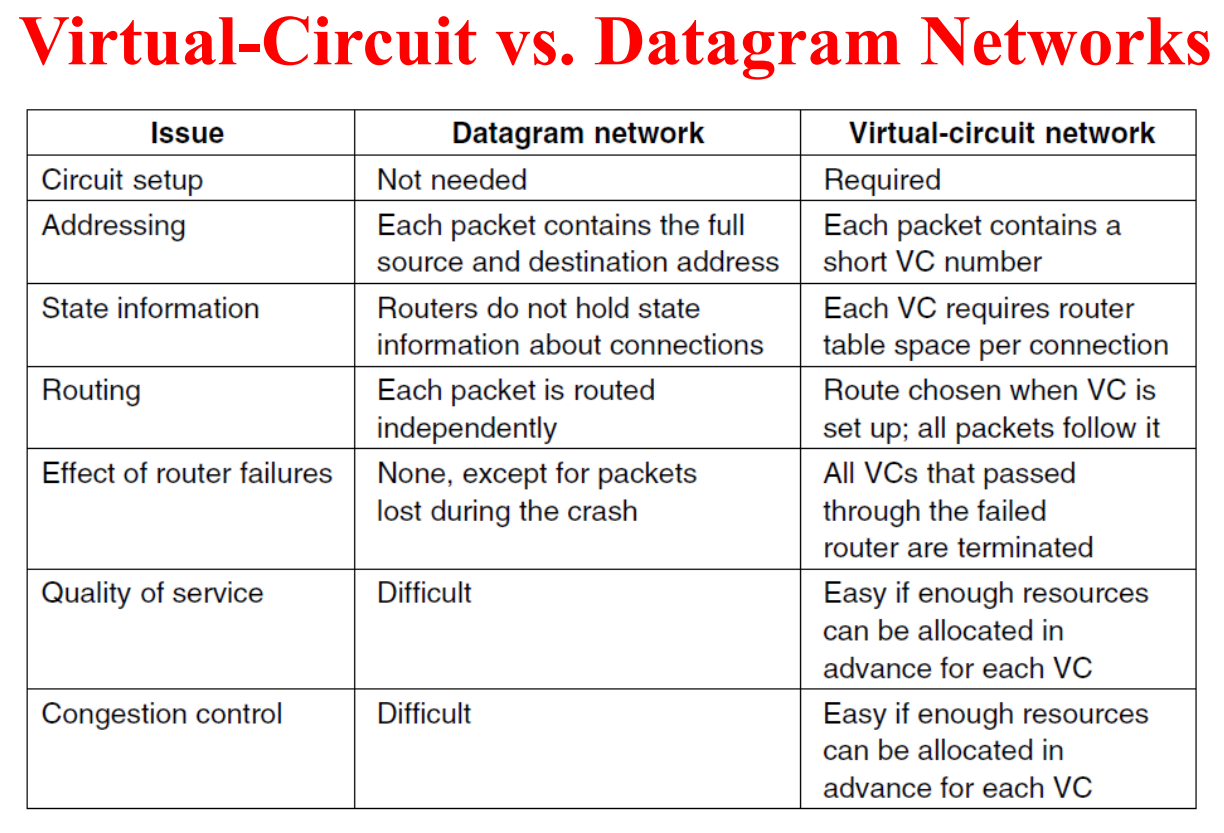 Virtual-Circuit vs. Datagram Networks
Issue
Datagram network
Virtual-circuit network
Circuit setup
Not needed
Required
Addressing
Each packet contains the full
source and destination address
Each packet contains a
short VC number
State information
Routers do not hold state
information about connections
Each VC requires router
table space per connection
Routing
Each packet is routed
independently
Route chosen when VC is
set up; all packets follow it
Effect of router failures
None, except for packets
lost during the crash
All VCs that passed
through the failed
router are terminated
Quality of service
Difficult
Easy if enough resources
can be allocated in
advance for each VC
Congestion control
Difficult
Easy if enough resources
can be allocated in
advance for each VC